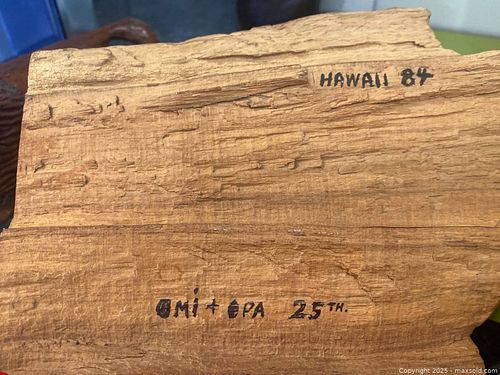 HAWAII 84
OMi + OPA 25TH.
Copyright 2025 - maxsold.com